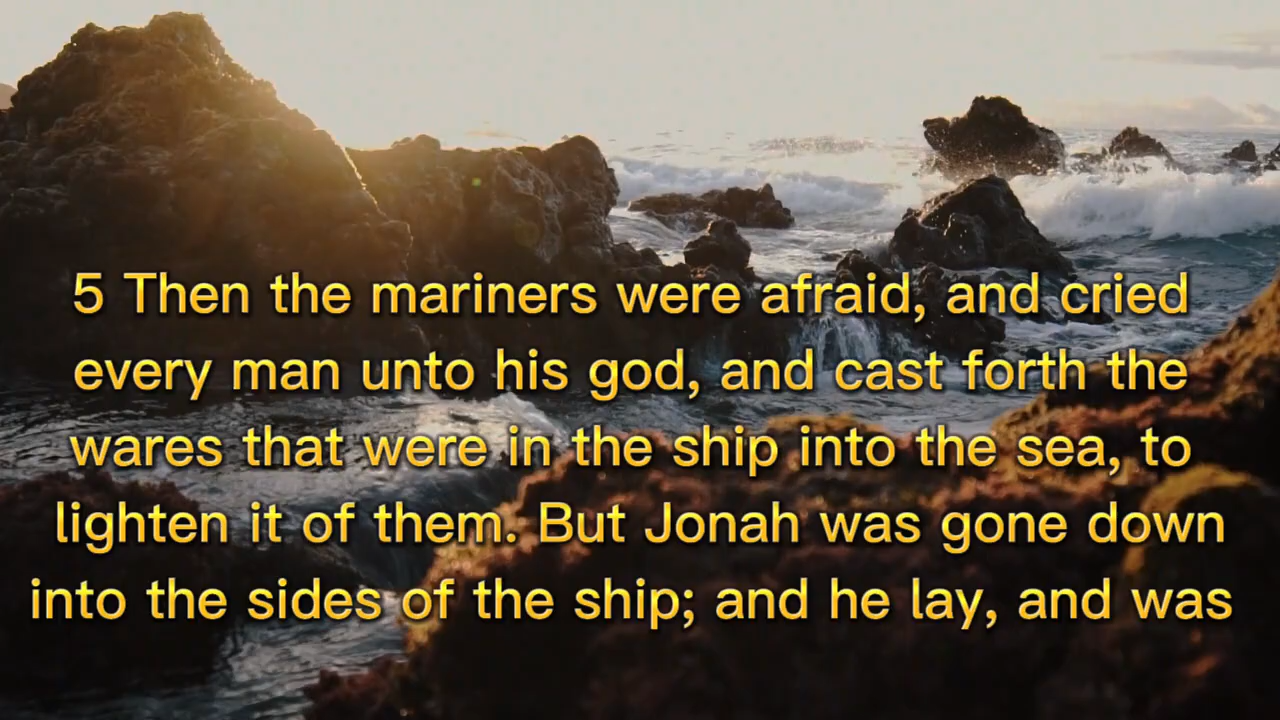 5 Then the mariners were afraid, and cried
every man unto his god, and cast forth the
wares that were in the ship into the sea, to
lighten it of them. But Jonah was gone down
into the sides of the ship; and he lay, and was